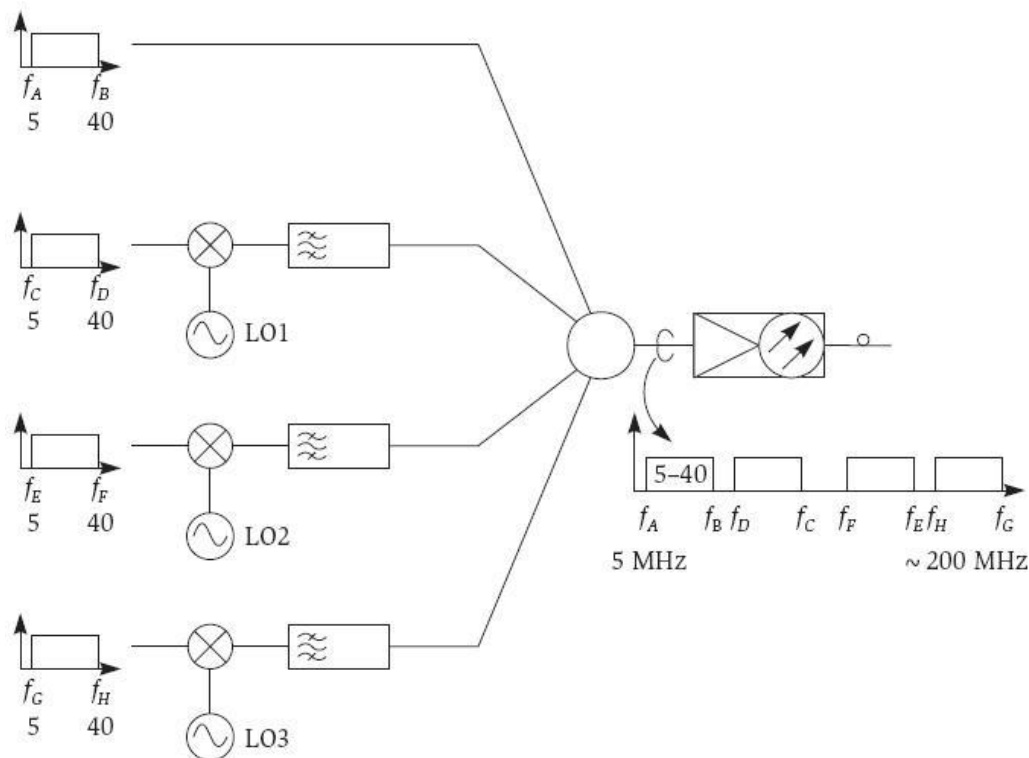 f_A f_B
5 40
f_C f_D
5 40
LO1
f_E f_F
5 40
LO2
5–40
f_A f_B f_D f_C f_F f_E f_H f_G
5 MHz ~ 200 MHz
f_G f_H
5 40
LO3